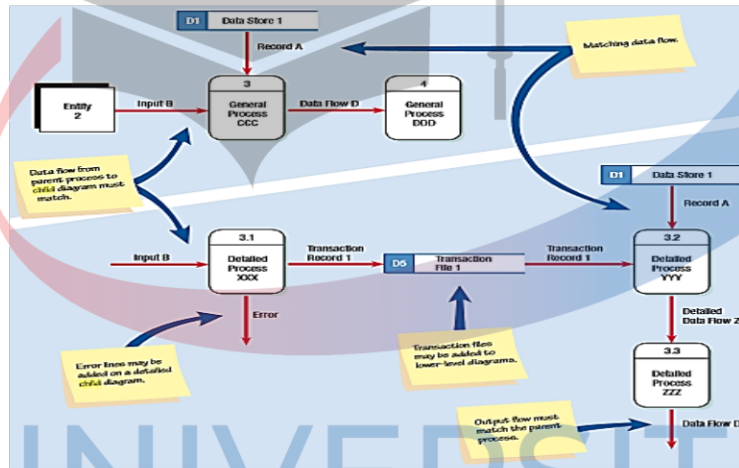 D1 Data Store 1
Record A
Matching data flow.
Entity
2
Input B
3
General
Process
CCC
Data Flow D
4
General
Process
DDD
Data flow from
parent process to
child diagram must
match.
D1 Data Store 1
Record A
Input B
3.1
Detailed
Process
XXX
Transaction
Record 1
D5 Transaction
File 1
Transaction
Record 1
3.2
Detailed
Process
YYY
Error
Detailed
Data Flow Z
Error lines may be
added on a detailed
child diagram.
Transaction files
may be added to
lower-level diagrams.
3.3
Detailed
Process
ZZZ
Output flow must
match the parent
process.
Data Flow D
UNIVERSIT